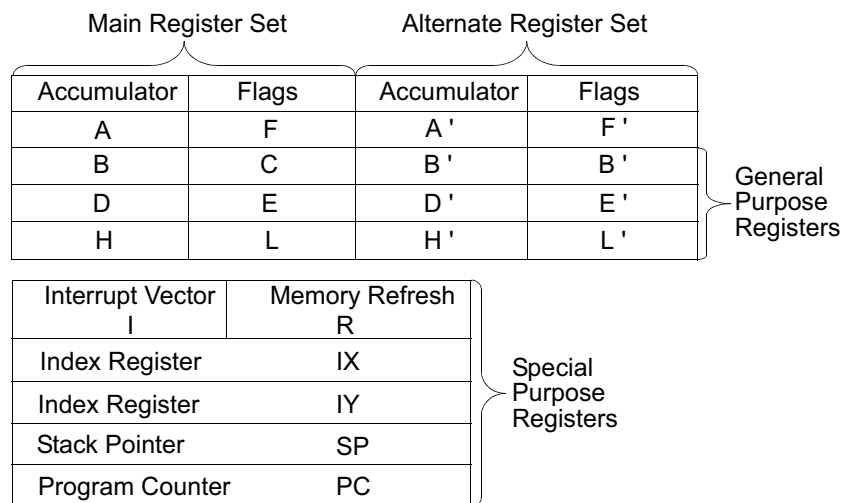 Main Register Set Alternate Register Set
Accumulator Flags Accumulator Flags
A F A ' F '
B C B ' B '
D E D ' E '
H L H ' L '
General
Purpose
Registers
Interrupt Vector Memory Refresh
I R
Index Register IX
Index Register IY
Stack Pointer SP
Program Counter PC
Special
Purpose
Registers